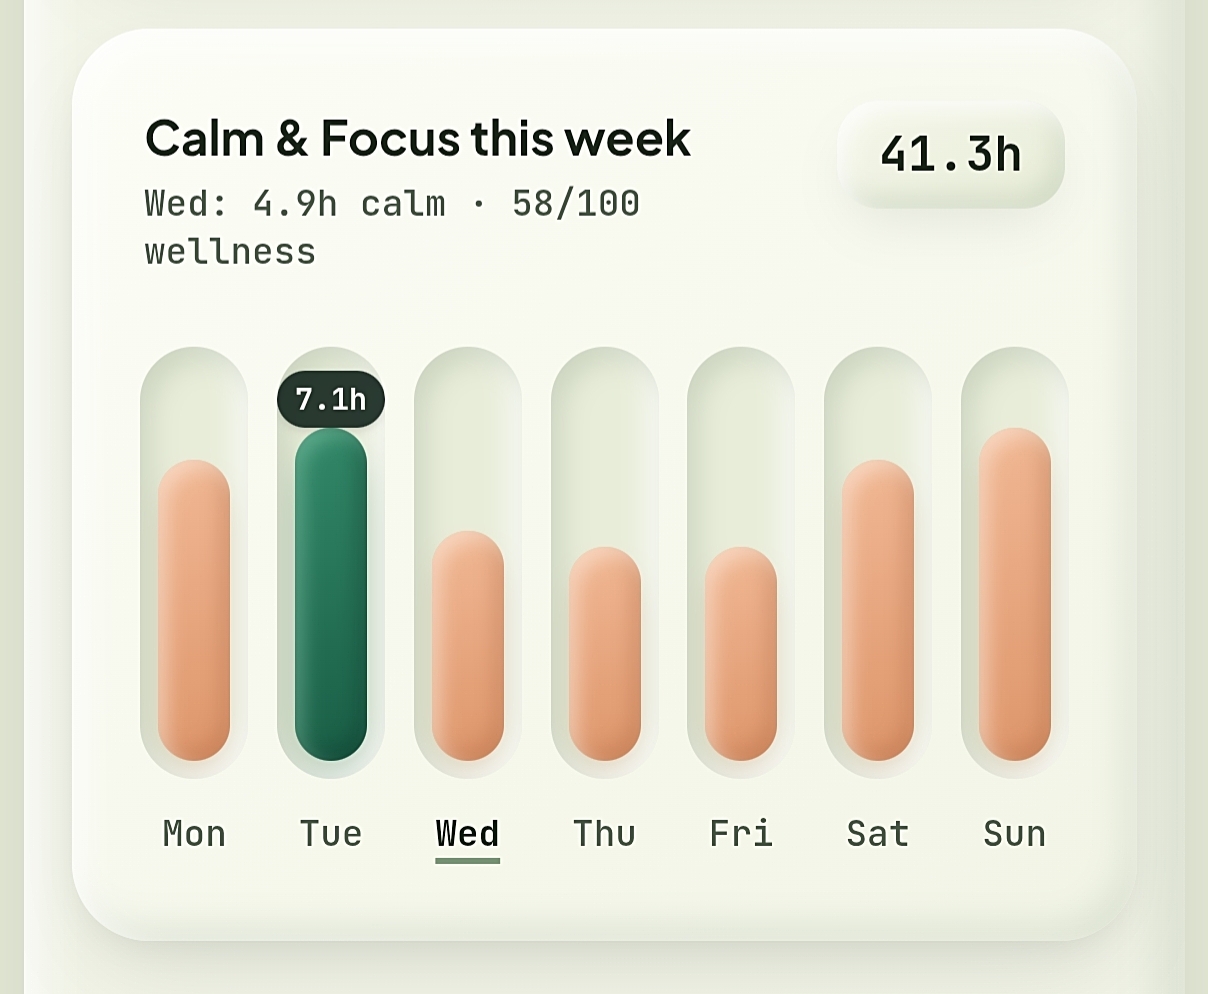 Calm & Focus this week
41.3h
Wed: 4.9h calm · 58/100
wellness
7.1h
Mon Tue Wed Thu Fri Sat Sun